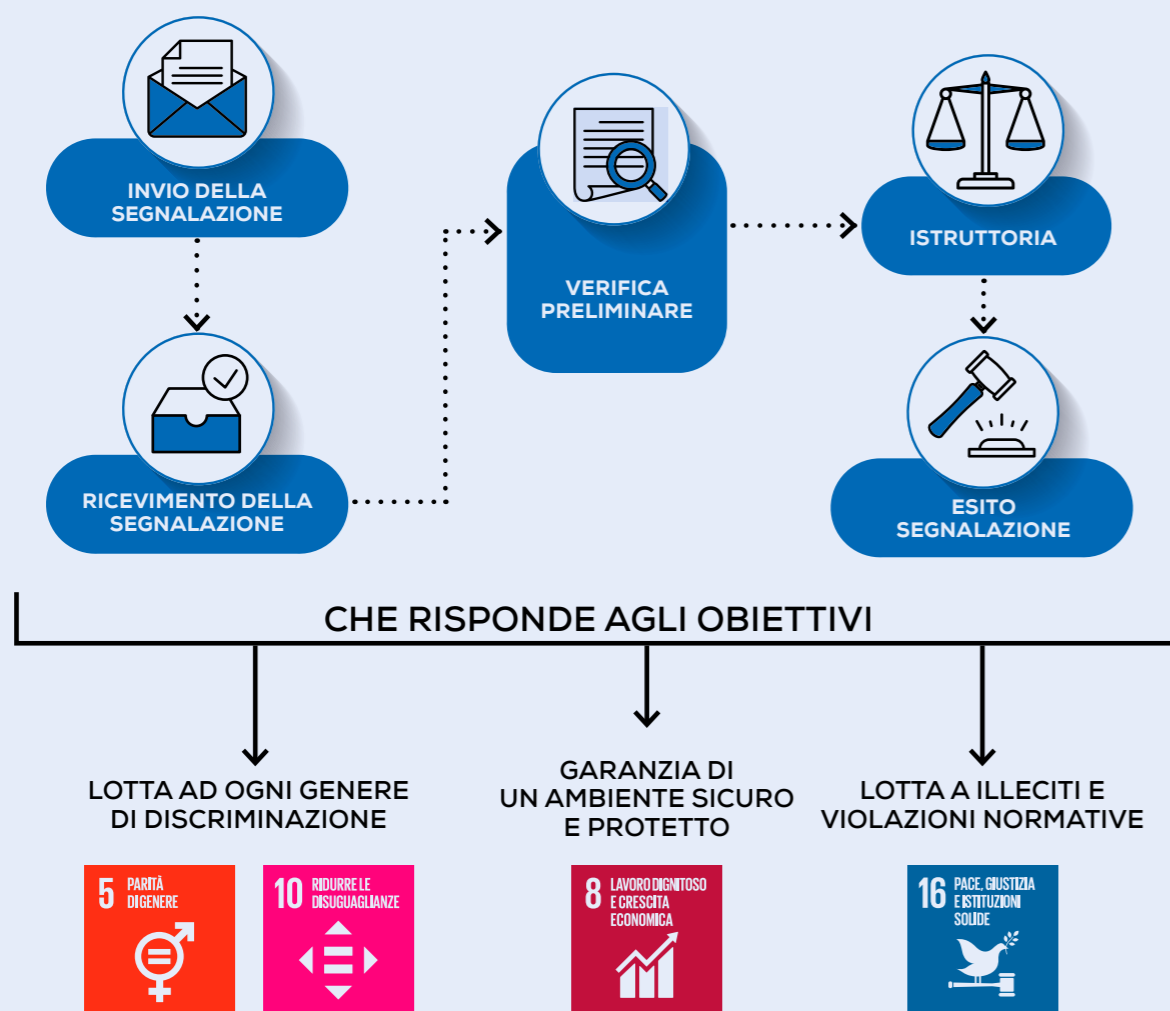 INVIO DELLA
SEGNALAZIONE
RICEVIMENTO DELLA
SEGNALAZIONE
VERIFICA
PRELIMINARE
ISTRUTTORIA
ESITO
SEGNALAZIONE
CHE RISPONDE AGLI OBIETTIVI
LOTTA AD OGNI GENERE
DI DISCRIMINAZIONE
5 PARITÀ
DI GENERE
10 RIDURRE LE
DISUGUAGLIANZE
GARANZIA DI
UN AMBIENTE SICURO
E PROTETTO
8 LAVORO DIGNITOSO
E CRESCITA
ECONOMICA
LOTTA A ILLECITI E
VIOLAZIONI NORMATIVE
16 PACE, GIUSTIZIA
E ISTITUZIONI
SOLIDE